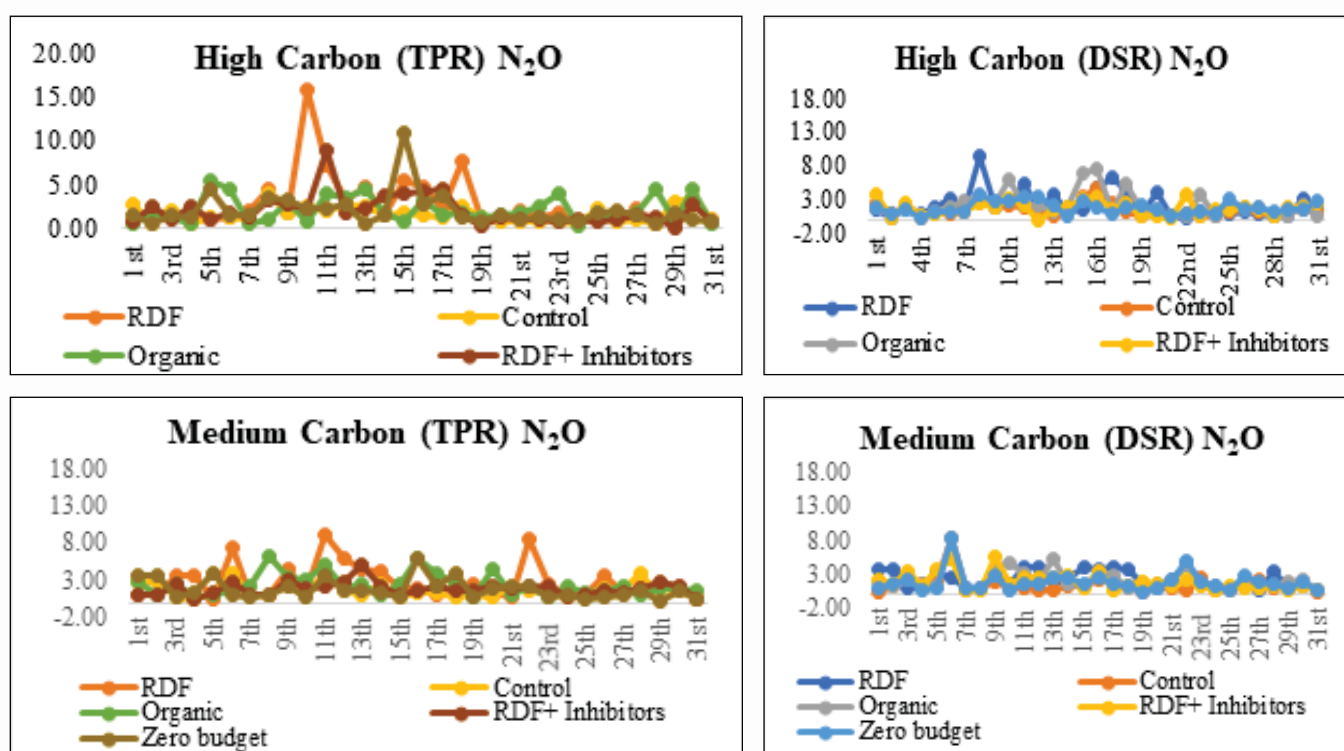 High Carbon (TPR) N₂O
20.00
15.00
10.00
5.00
0.00
1st 3rd 5th 7th 9th 11th 13th 15th 17th 19th 21st 23rd 25th 27th 29th 31st
RDF Control
Organic RDF+ Inhibitors
High Carbon (DSR) N₂O
18.00
13.00
8.00
3.00
-2.00
1st 4th 7th 10th 13th 16th 19th 22nd 25th 28th 31st
RDF Control
Organic RDF+ Inhibitors
Medium Carbon (TPR) N₂O
18.00
13.00
8.00
3.00
-2.00
1st 3rd 5th 7th 9th 11th 13th 15th 17th 19th 21st 23rd 25th 27th 29th 31st
RDF Control
Organic RDF+ Inhibitors
Zero budget
Medium Carbon (DSR) N₂O
18.00
13.00
8.00
3.00
-2.00
1st 3rd 5th 7th 9th 11th 13th 15th 17th 19th 21st 23rd 25th 27th 29th 31st
RDF Control
Organic RDF+ Inhibitors
Zero budget